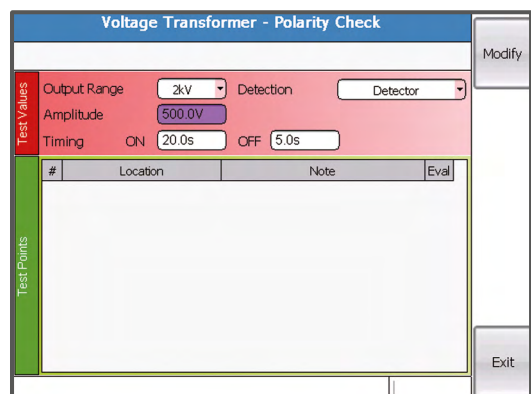 Voltage Transformer - Polarity Check
Modify
Test Values
Output Range 2kV Detection Detector
Amplitude 500.0V
Timing ON 20.0s OFF 5.0s
Test Points
# Location Note Eval
Exit